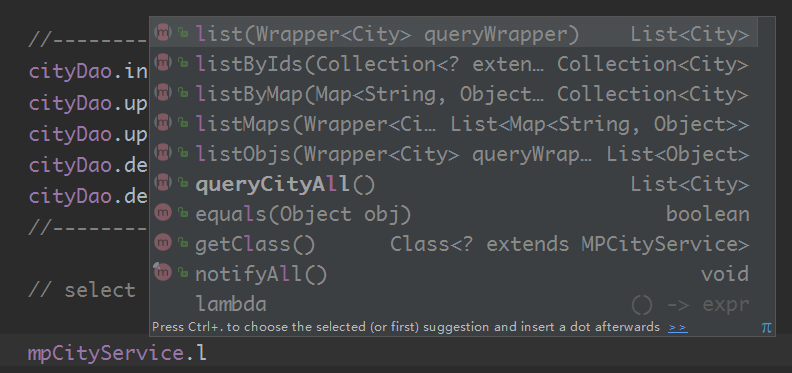 //--------
cityDao.in
cityDao.up
cityDao.up
cityDao.de
cityDao.de
//--------
// select
mpCityService.l
list(Wrapper<City> queryWrapper) List<City>
listByIds(Collection<? exten… Collection<City>
listByMap(Map<String, Object… Collection<City>
listMaps(Wrapper<Ci… List<Map<String, Object>>
listObjs(Wrapper<City> queryWrap… List<Object>
queryCityAll() List<City>
equals(Object obj) boolean
getClass() Class<? extends MPCityService>
notifyAll() void
lambda () -> expr
Press Ctrl+. to choose the selected (or first) suggestion and insert a dot afterwards >> π